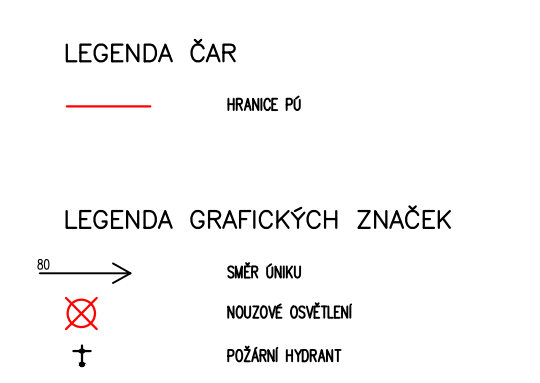 LEGENDA ČAR
HRANICE PÚ
LEGENDA GRAFICKÝCH ZNAČEK
80
SMĚR ÚNIKU
NOUZOVÉ OSVĚTLENÍ
POŽÁRNÍ HYDRANT